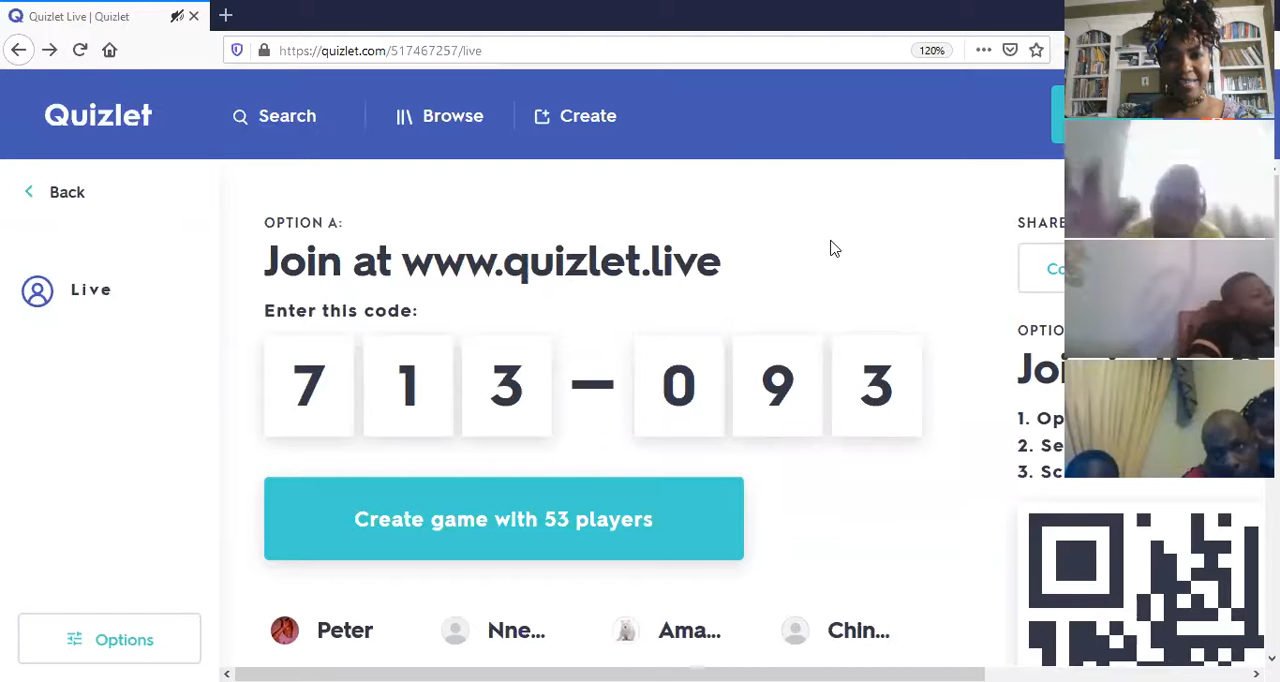 Quizlet Live | Quizlet
https://quizlet.com/517467257/live
120%
Quizlet
Search
Browse
Create
Back
Live
Options
OPTION A:
Join at www.quizlet.live
Enter this code:
7 1 3 – 0 9 3
Create game with 53 players
Peter
Nne...
Ama...
Chin...
SHARE
Co
OPTIO
Joi
1. Op
2. Se
3. Sc